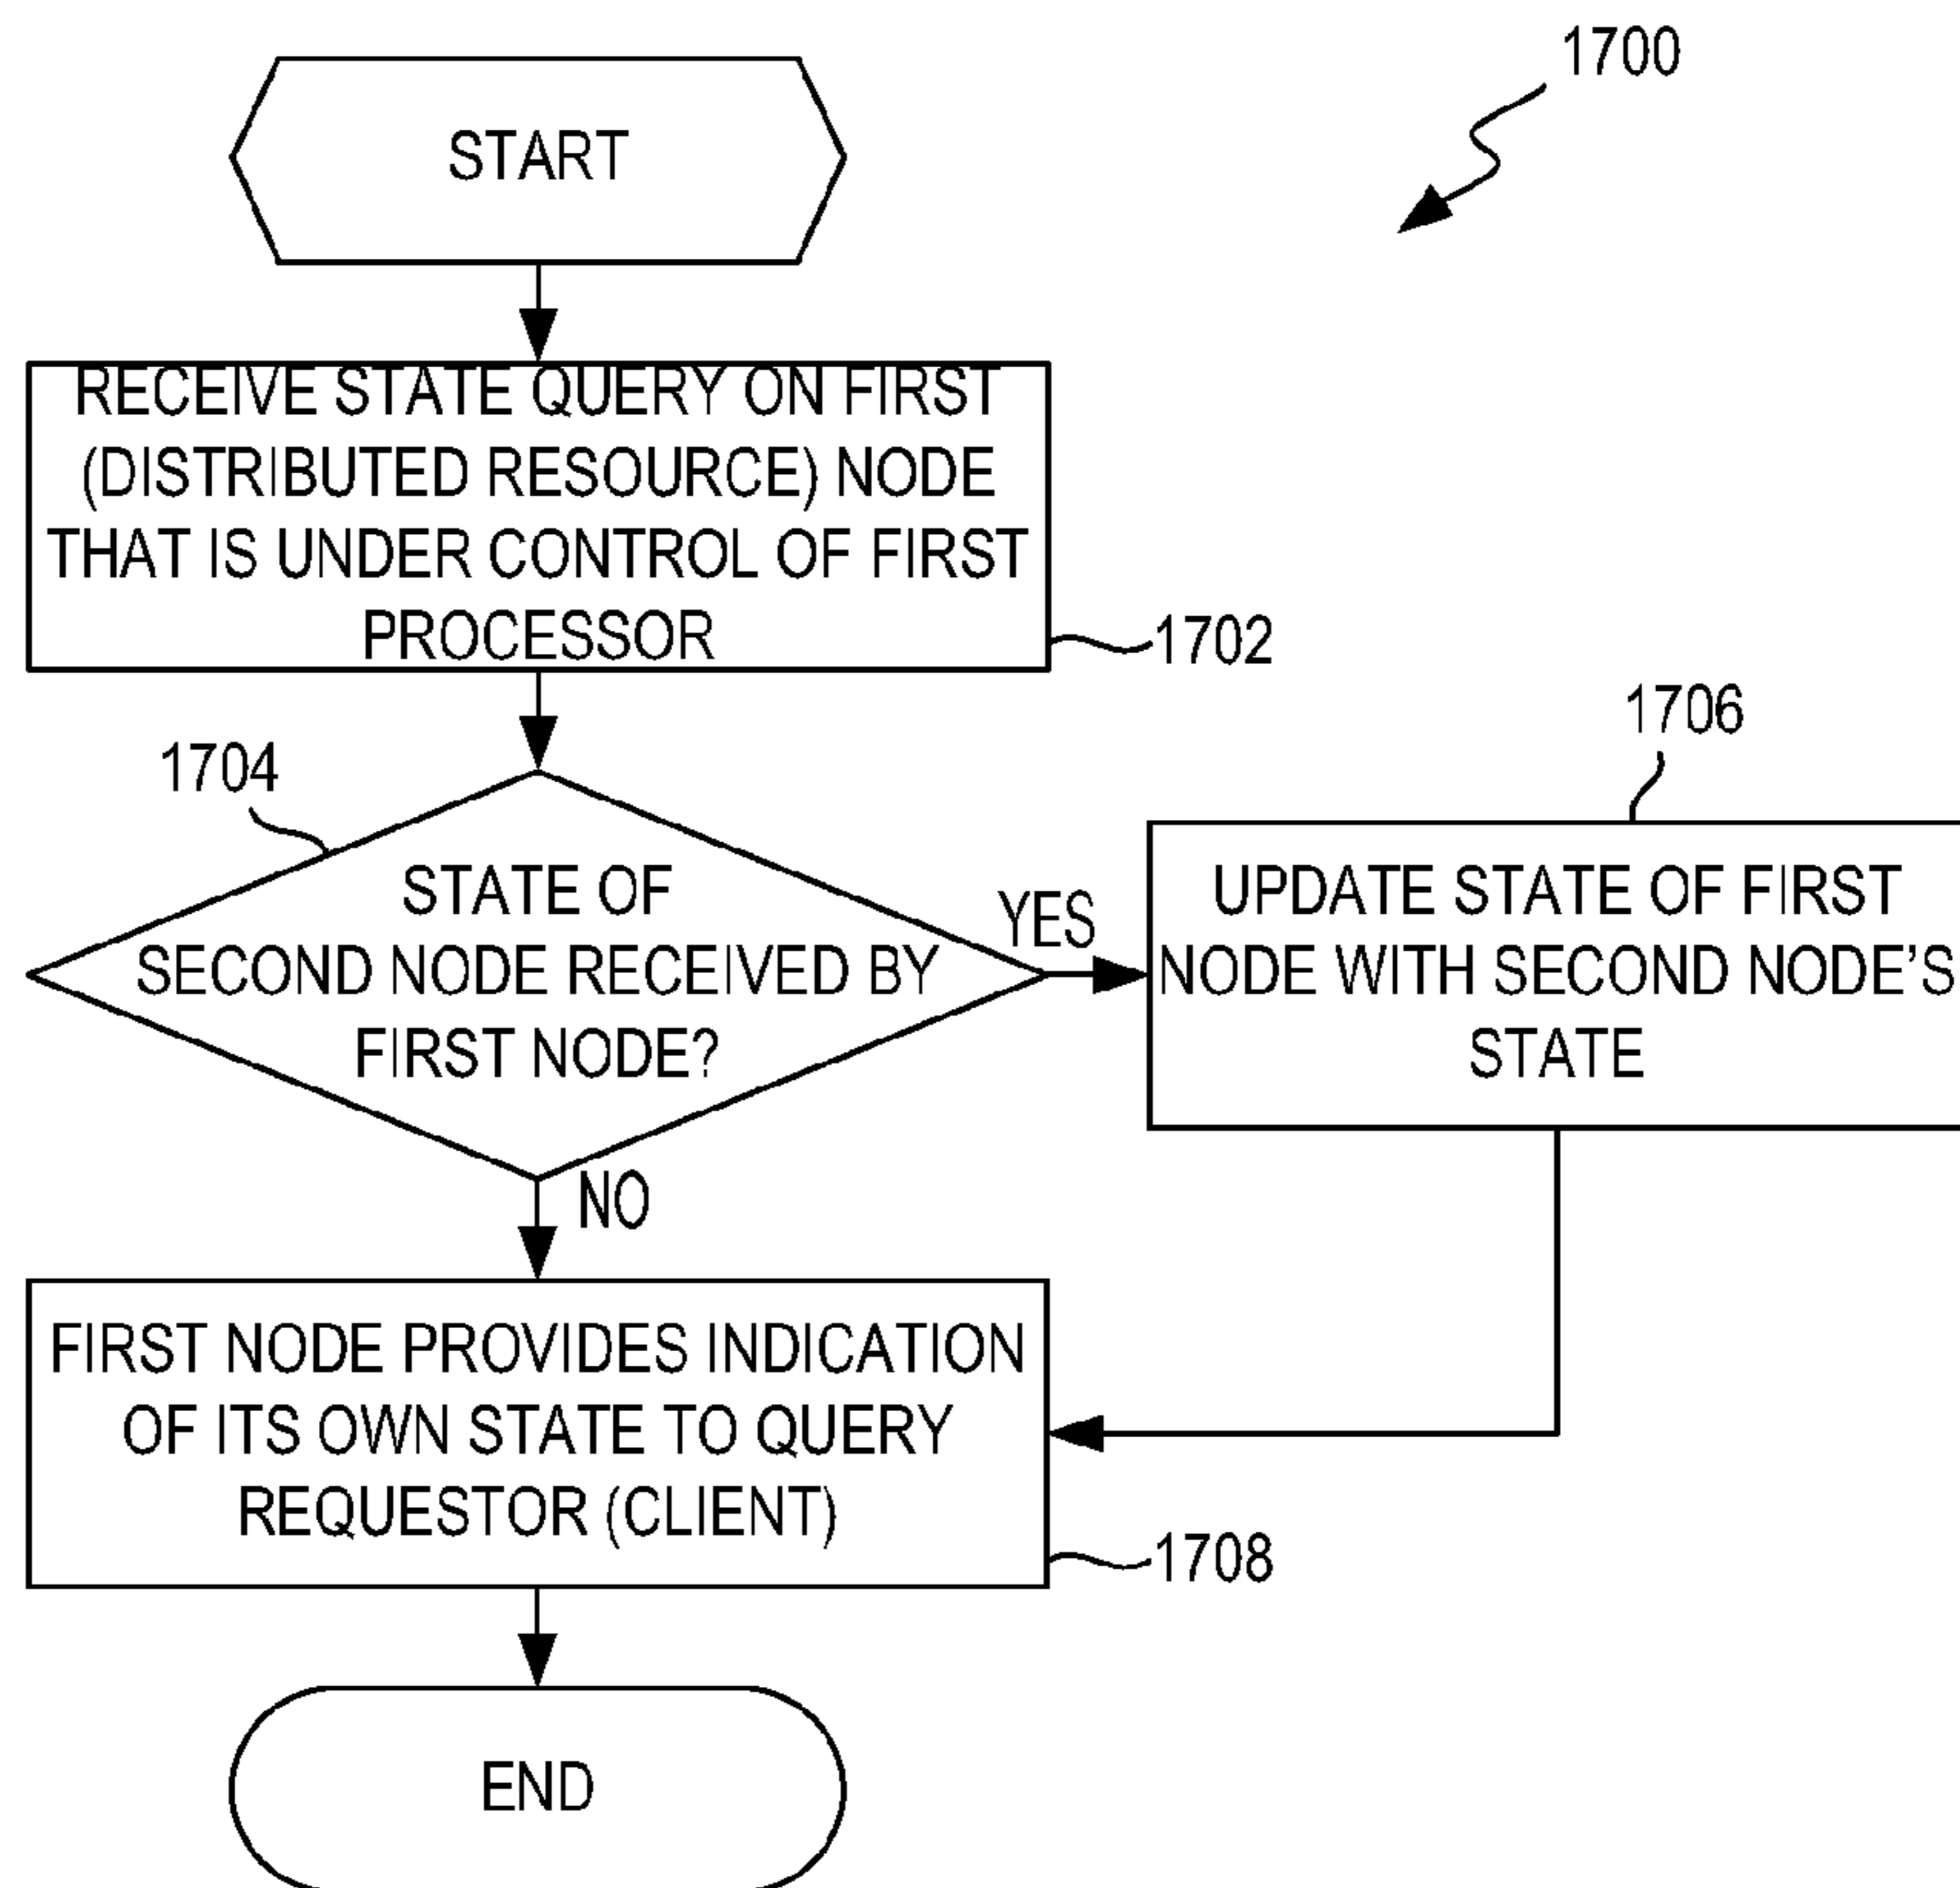 1700
START
RECEIVE STATE QUERY ON FIRST
(DISTRIBUTED RESOURCE) NODE
THAT IS UNDER CONTROL OF FIRST
PROCESSOR
1702
1704
STATE OF
SECOND NODE RECEIVED BY
FIRST NODE?
YES
1706
UPDATE STATE OF FIRST
NODE WITH SECOND NODE'S
STATE
NO
FIRST NODE PROVIDES INDICATION
OF ITS OWN STATE TO QUERY
REQUESTOR (CLIENT)
1708
END